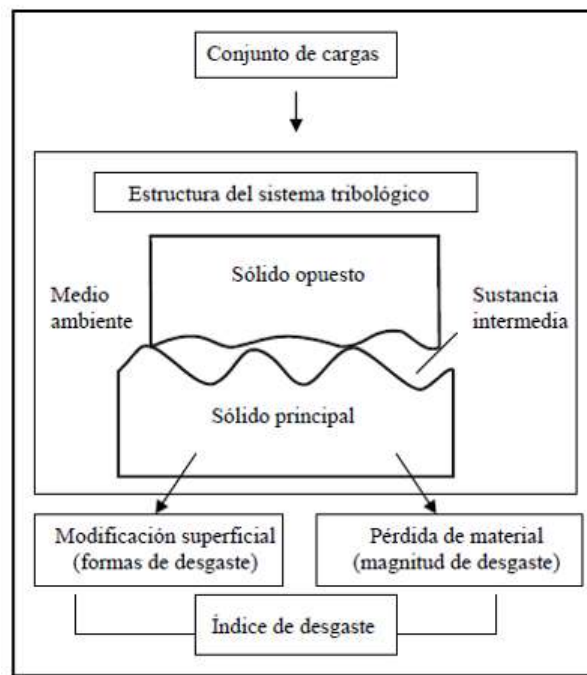 Conjunto de cargas
Estructura del sistema tribológico
Sólido opuesto
Medio
ambiente
Sustancia
intermedia
Sólido principal
Modificación superficial
(formas de desgaste)
Pérdida de material
(magnitud de desgaste)
Índice de desgaste